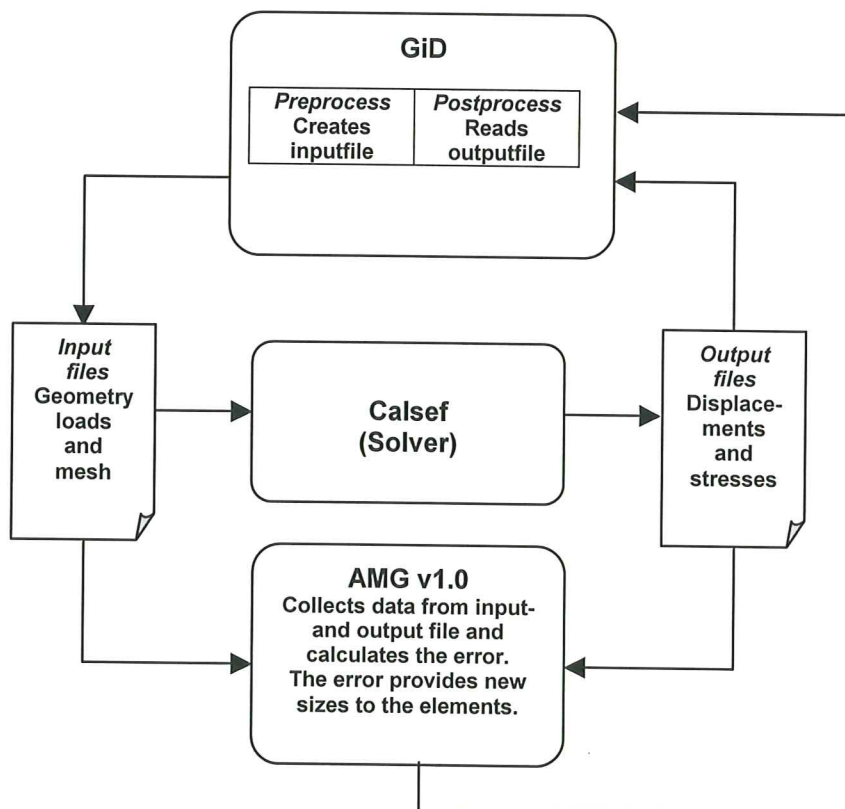 GiD
Preprocess
Creates
inputfile
Postprocess
Reads
outputfile
Input
files
Geometry
loads
and
mesh
Calsef
(Solver)
Output
files
Displace-
ments
and
stresses
AMG v1.0
Collects data from input-
and output file and
calculates the error.
The error provides new
sizes to the elements.